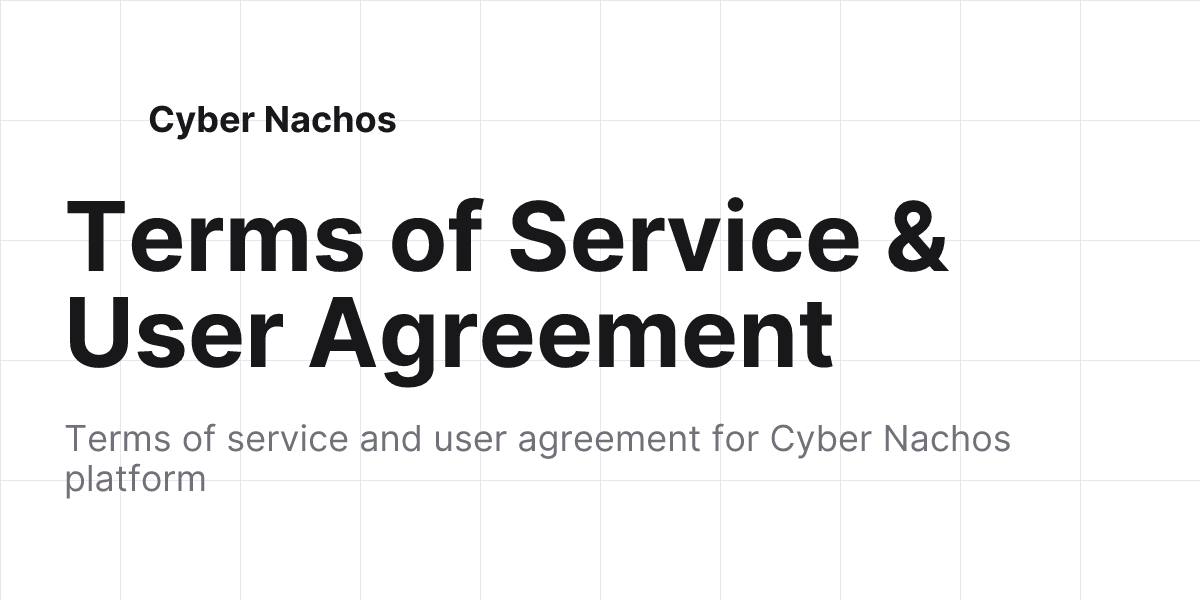 Cyber Nachos
Terms of Service &
User Agreement
Terms of service and user agreement for Cyber Nachos
platform